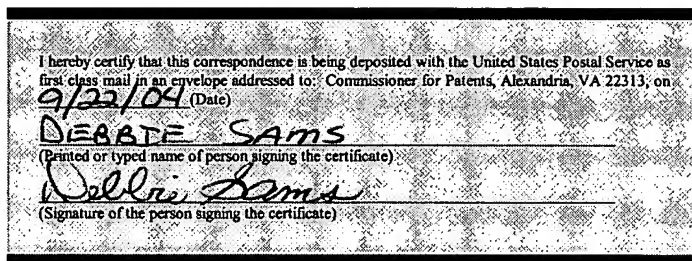 I hereby certify that this correspondence is being deposited with the United States Postal Service as
first class mail in an envelope addressed to: Commissioner for Patents, Alexandria, VA 22313, on
9/22/04 (Date)
DEBBIE SAMS
(Printed or typed name of person signing the certificate)
Debbie Sams
(Signature of the person signing the certificate)